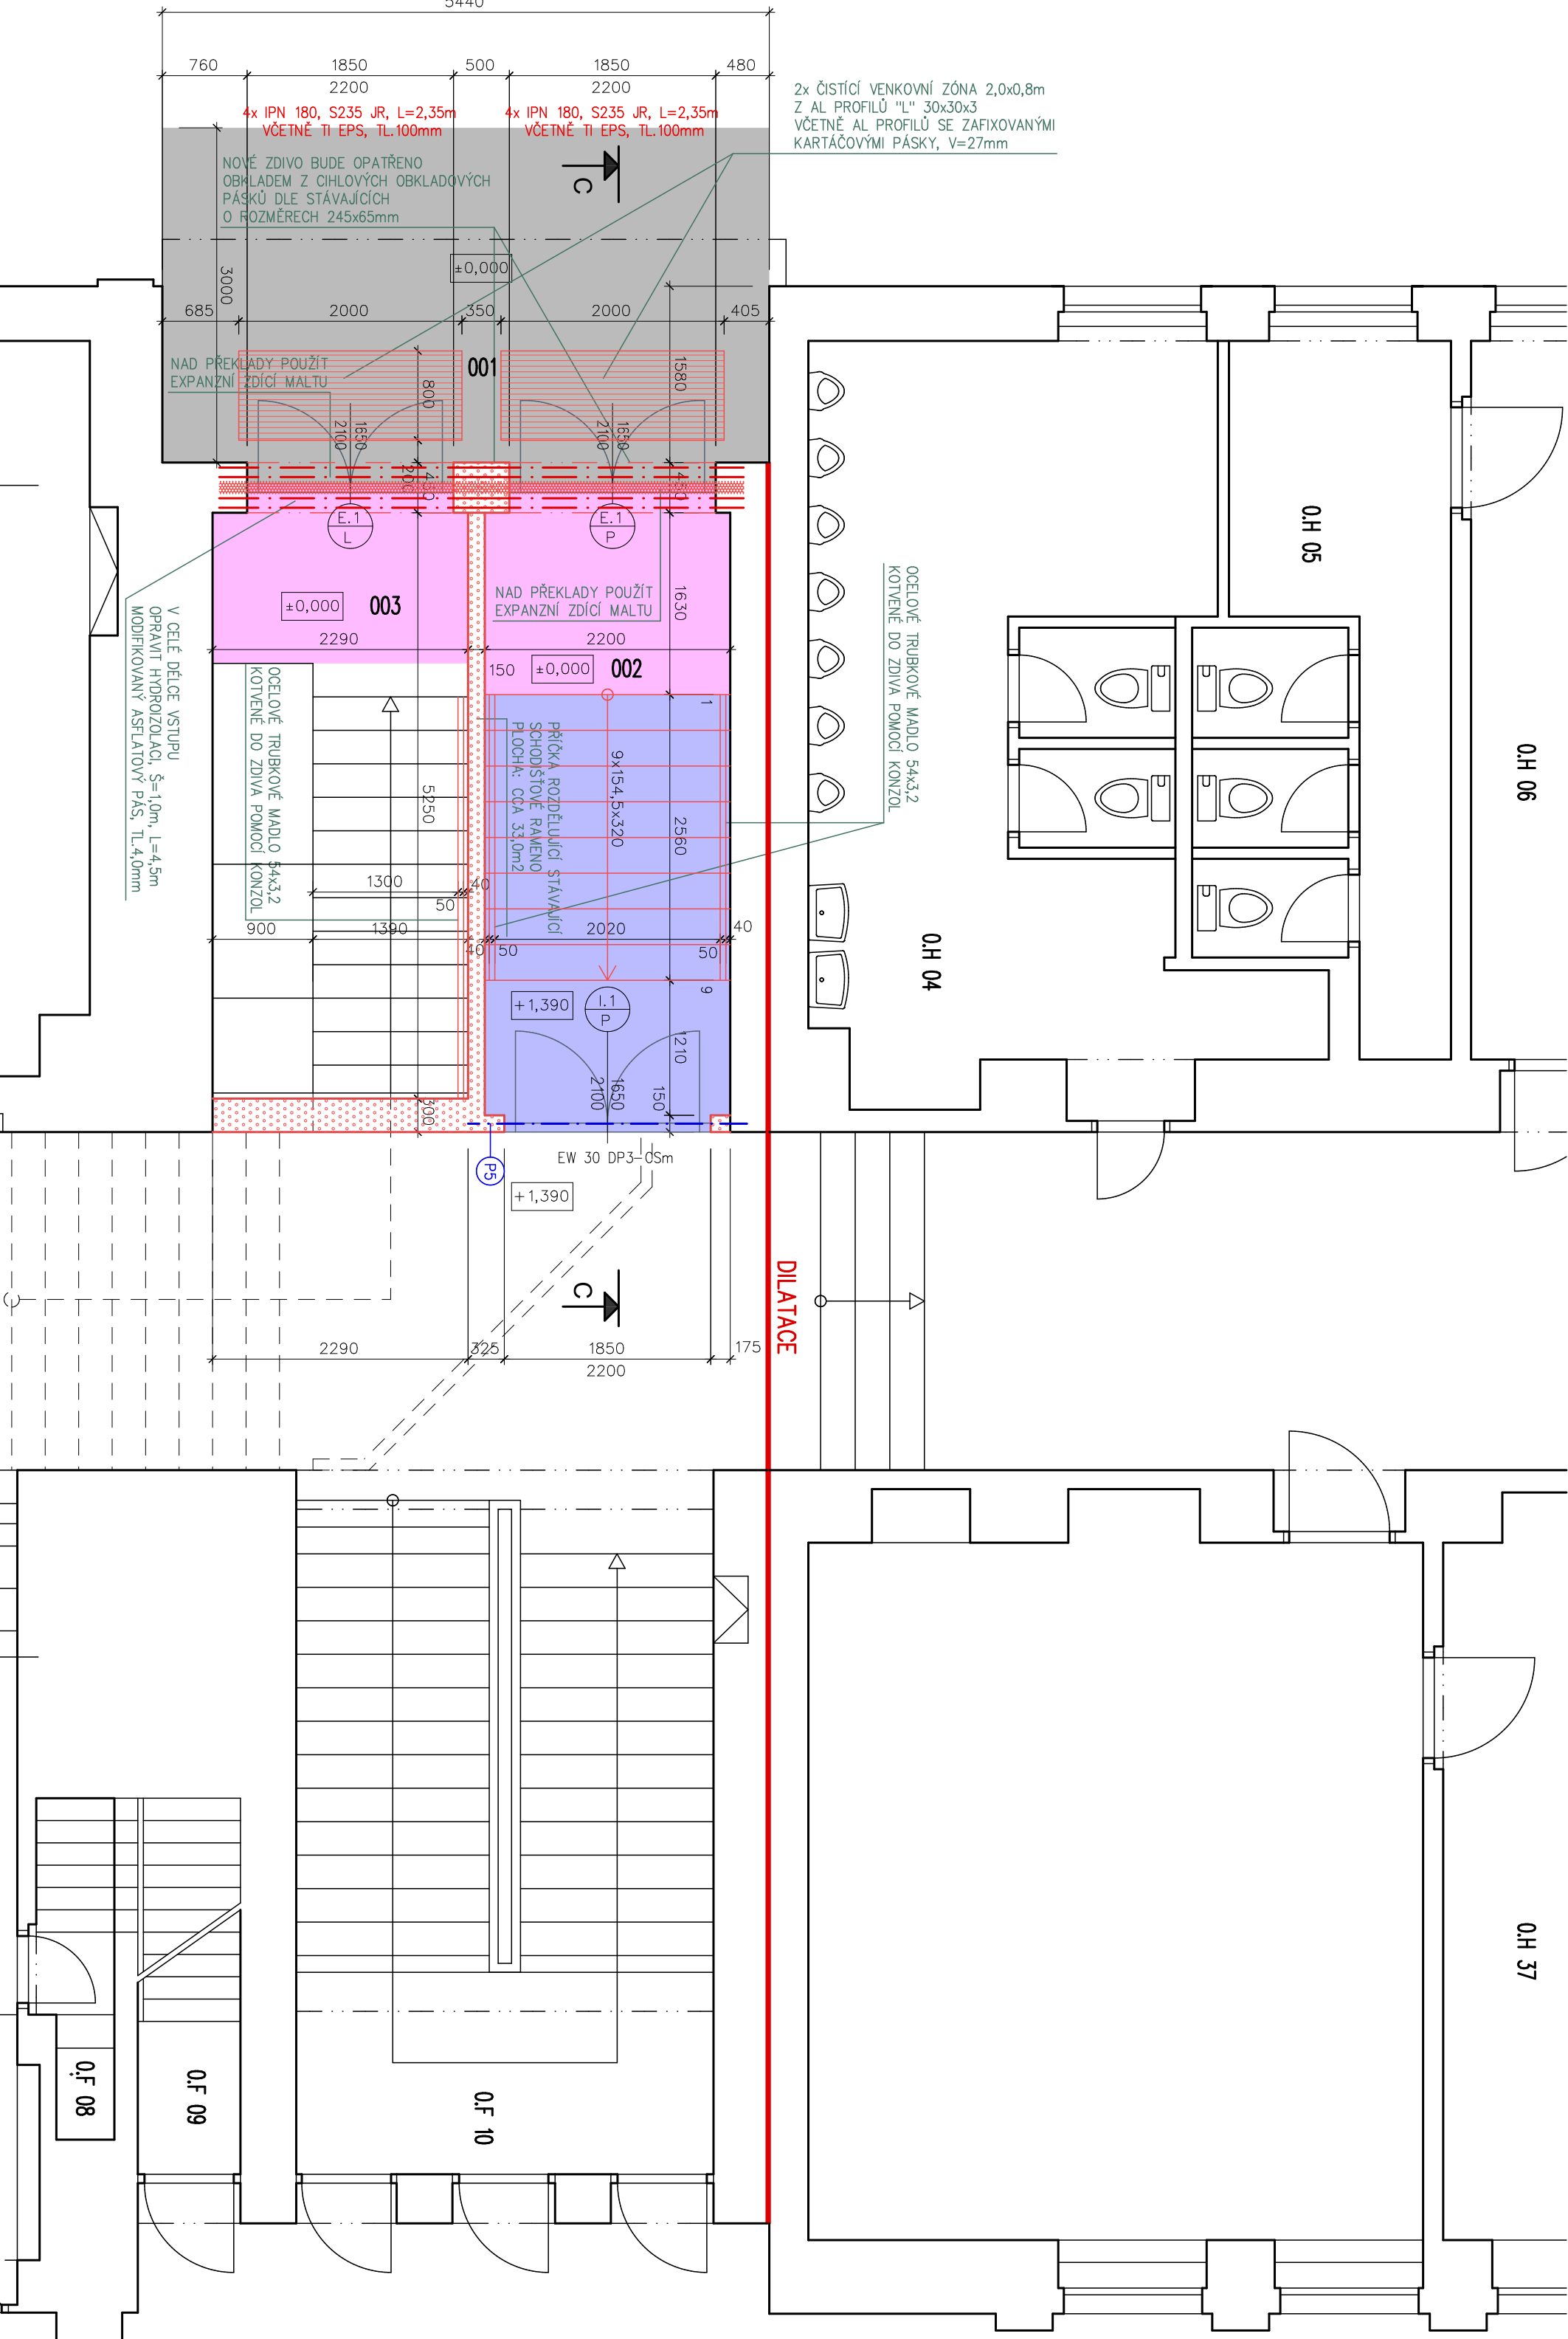 5440
760
1850
500
1850
480
2200
2200
4x IPN 180, S235 JR, L=2,35m
VČETNĚ TI EPS, TL.100mm
4x IPN 180, S235 JR, L=2,35m
VČETNĚ TI EPS, TL.100mm
2x ČISTÍCÍ VENKOVNÍ ZÓNA 2,0x0,8m
Z AL PROFILŮ "L" 30x30x3
VČETNĚ AL PROFILŮ SE ZAFIXOVANÝMI
KARTÁČOVÝMI PÁSKY, V=27mm
NOVÉ ZDIVO BUDE OPATŘENO
OBKLADEM Z CIHLOVÝCH OBKLADOVÝCH
PÁSKŮ DLE STÁVAJÍCÍCH
O ROZMĚRECH 245x65mm
C
±0,000
3000
685
2000
350
2000
405
NAD PŘEKLADY POUŽÍT
EXPANZNÍ ZDÍCÍ MALTU
001
800
1580
1650
2100
1650
2100
450
200
450
E.1
L
E.1
P
±0,000
003
NAD PŘEKLADY POUŽÍT
EXPANZNÍ ZDÍCÍ MALTU
1630
2290
2200
150
±0,000
002
V CELÉ DÉLCE VSTUPU
OPRAVIT HYDROIZOLACI, Š=1,0m, L=4,5m
MODIFIKOVANÝ ASFLATOVÝ PÁS, TL.4,0mm
OCELOVÉ TRUBKOVÉ MADLO 54x3,2
KOTVENÉ DO ZDIVA POMOCÍ KONZOL
PŘÍČKA ROZDĚLUJÍCÍ STÁVAJÍCÍ
SCHODIŠŤOVÉ RAMENO
PLOCHA: CCA 33,0m2
OCELOVÉ TRUBKOVÉ MADLO 54x3,2
KOTVENÉ DO ZDIVA POMOCÍ KONZOL
1
9x154,5x320
2560
5250
1300
40
50
900
1390
40
50
2020
50
40
9
+1,390
I.1
P
1210
1650
2100
150
300
EW 30 DP3-CSm
P5
+1,390
C
DILATACE
2290
325
1850
175
2200
0.H 05
0.H 06
0.H 04
0.H 37
0.F 08
0.F 09
0.F 10